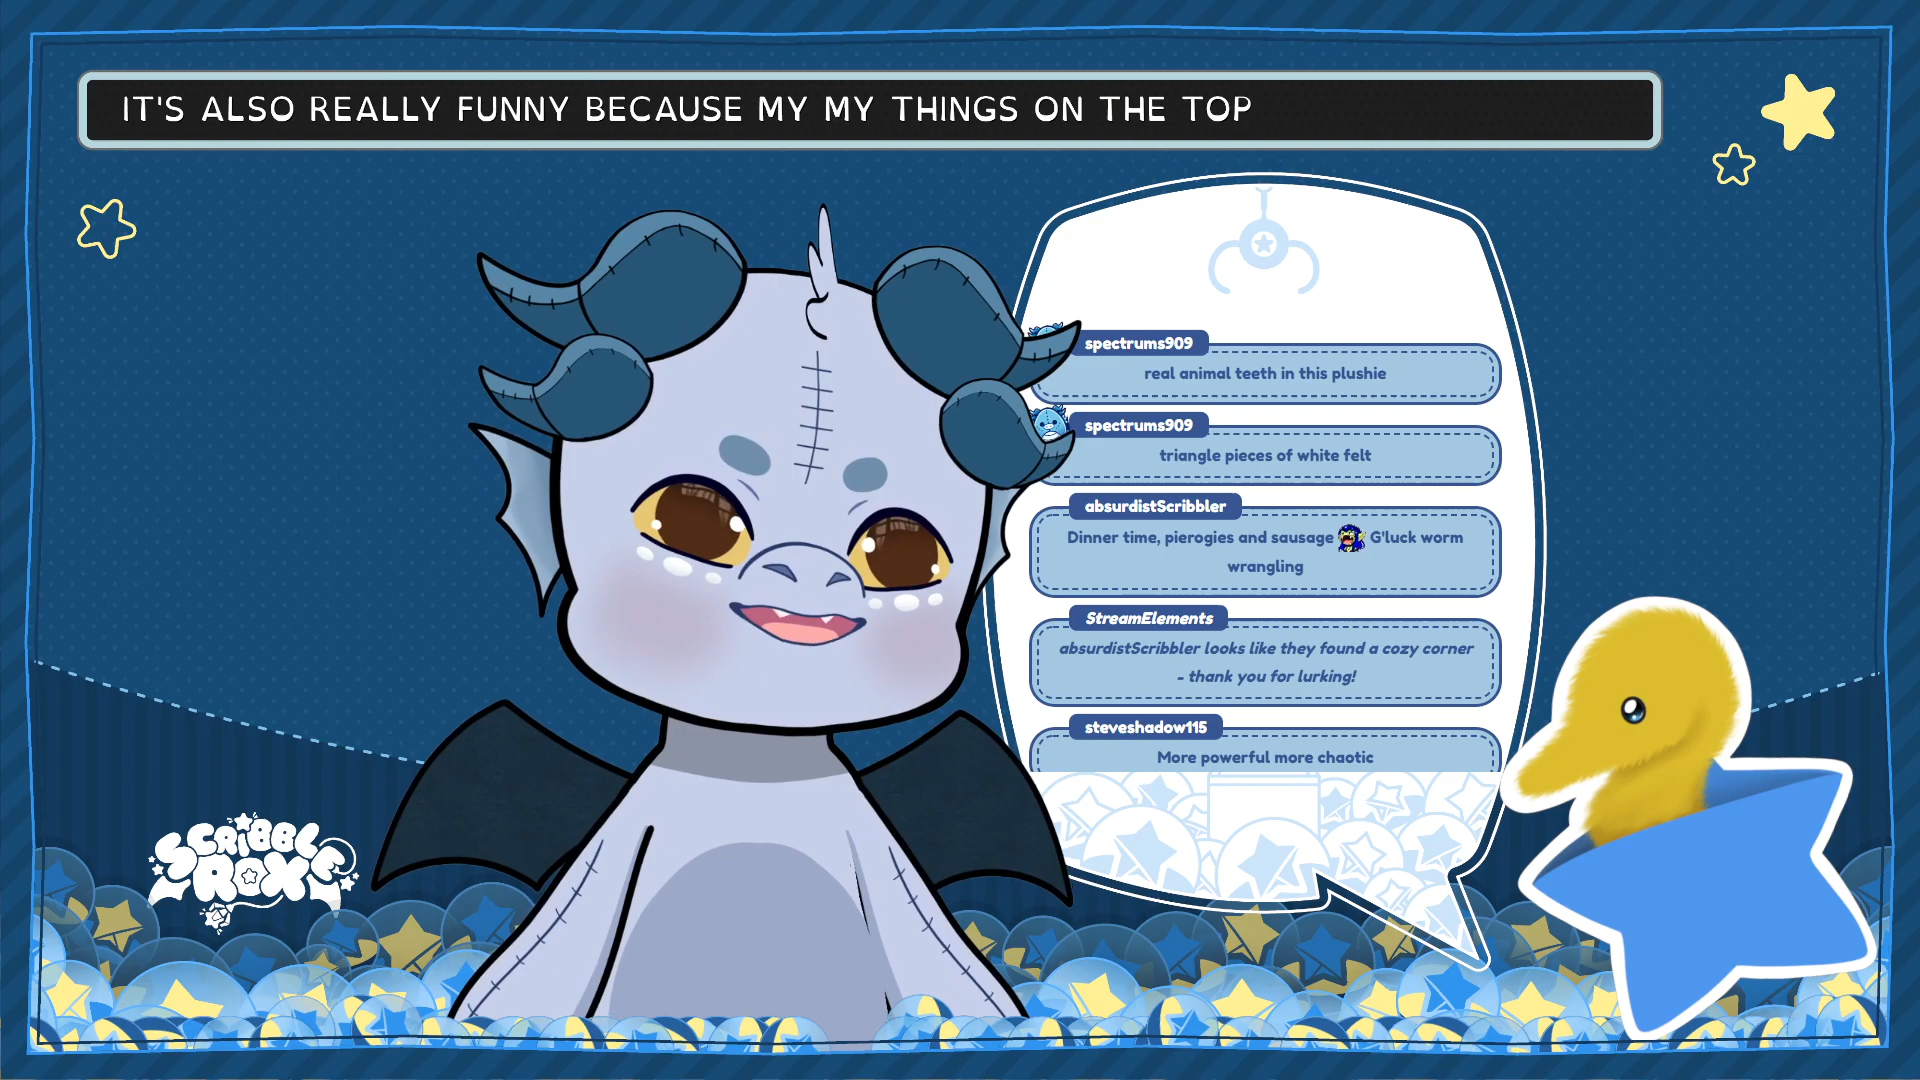 IT'S ALSO REALLY FUNNY BECAUSE MY MY THINGS ON THE TOP
spectrums909
real animal teeth in this plushie
spectrums909
triangle pieces of white felt
absurdistScribbler
Dinner time, pierogies and sausage G'luck worm
wrangling
StreamElements
absurdistScribbler looks like they found a cozy corner
- thank you for lurking!
steveshadow115
More powerful more chaotic
SCRIBBLE
ROX